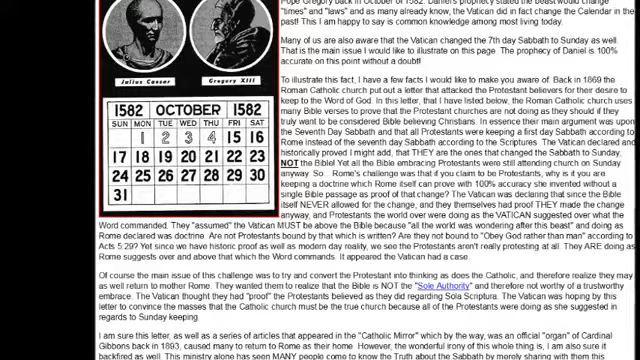 Pope Gregory back in October of 1582. Daniel's prophecy stated the beast would change
"times" and "laws" and as many already know, the Vatican did in fact change the Calendar in the
past! This I am happy to say is common knowledge among most living today.
Many of us are also aware that the Vatican changed the 7th day Sabbath to Sunday as well.
That is the main issue I would like to illustrate on this page. The prophecy of Daniel is 100%
accurate on this point without a doubt!
Julius Caesar Gregory XIII
1582 OCTOBER 1582
SUN MON TUE WED THU FRI SAT
1 2 3 4 15 16
17 18 19 20 21 22 23
24 25 26 27 28 29 30
31
To illustrate this fact, I have a few facts I would like to make you aware of. Back in 1869 the
Roman Catholic church put out a letter that attacked the Protestant believers for their desire to
keep to the Word of God. In this letter, that I have listed below, the Roman Catholic church uses
many Bible verses to prove that the Protestant churches are not doing as they should if they
truly want to be considered Bible believing Christians. In essence their main argument was upon
the Seventh Day Sabbath and that all Protestants were keeping a first day Sabbath according to
Rome instead of the seventh day Sabbath according to the Scriptures. The Vatican declared and
historically proved I might add, that THEY are the ones that changed the Sabbath to Sunday,
NOT the Bible! Yet all the Bible embracing Protestants were still attending church on Sunday
anyway. So... Rome's challenge was that if you claim to be Protestants, why is it you are
keeping a doctrine which Rome itself can prove with 100% accuracy she invented without a
single Bible passage as proof of that change? The Vatican was declaring that since the Bible
itself NEVER allowed for the change, and they themselves had proof THEY made the change
anyway, and Protestants the world over were doing as the VATICAN suggested over what the
Word commanded. They "assumed" the Vatican MUST be above the Bible because "all the world was wondering after this beast" and doing as
Rome declared was doctrine. Are not Protestants bound by that which is written? Are they not bound to "Obey God rather than man" according to
Acts 5:29? Yet since we have historic proof as well as modern day reality, we see the Protestants aren't really protesting at all. They ARE doing as
Rome suggests over and above that which the Word commands. It appeared the Vatican had a case.
Of course the main issue of this challenge was to try and convert the Protestant into thinking as does the Catholic, and therefore realize they may
as well return to mother Rome. They wanted them to realize that the Bible is NOT the "Sole Authority" and therefore not worthy of a trustworthy
embrace. The Vatican thought they had "proof" the Protestants believed as they did regarding Sola Scriptura. The Vatican was hoping by this
letter to convince the masses that the Catholic church must be the true church because all of the Protestants were doing as she suggested in
regards to Sunday keeping.
I am sure this letter, as well as a series of articles that appeared in the "Catholic Mirror" which by the way, was an official "organ" of Cardinal
Gibbons back in 1893, caused many to return to Rome as their home. However, the wonderful irony of this whole thing is, I am also sure it
backfired as well. This ministry alone has seen MANY people come to know the Truth about the Sabbath by merely sharing with them this